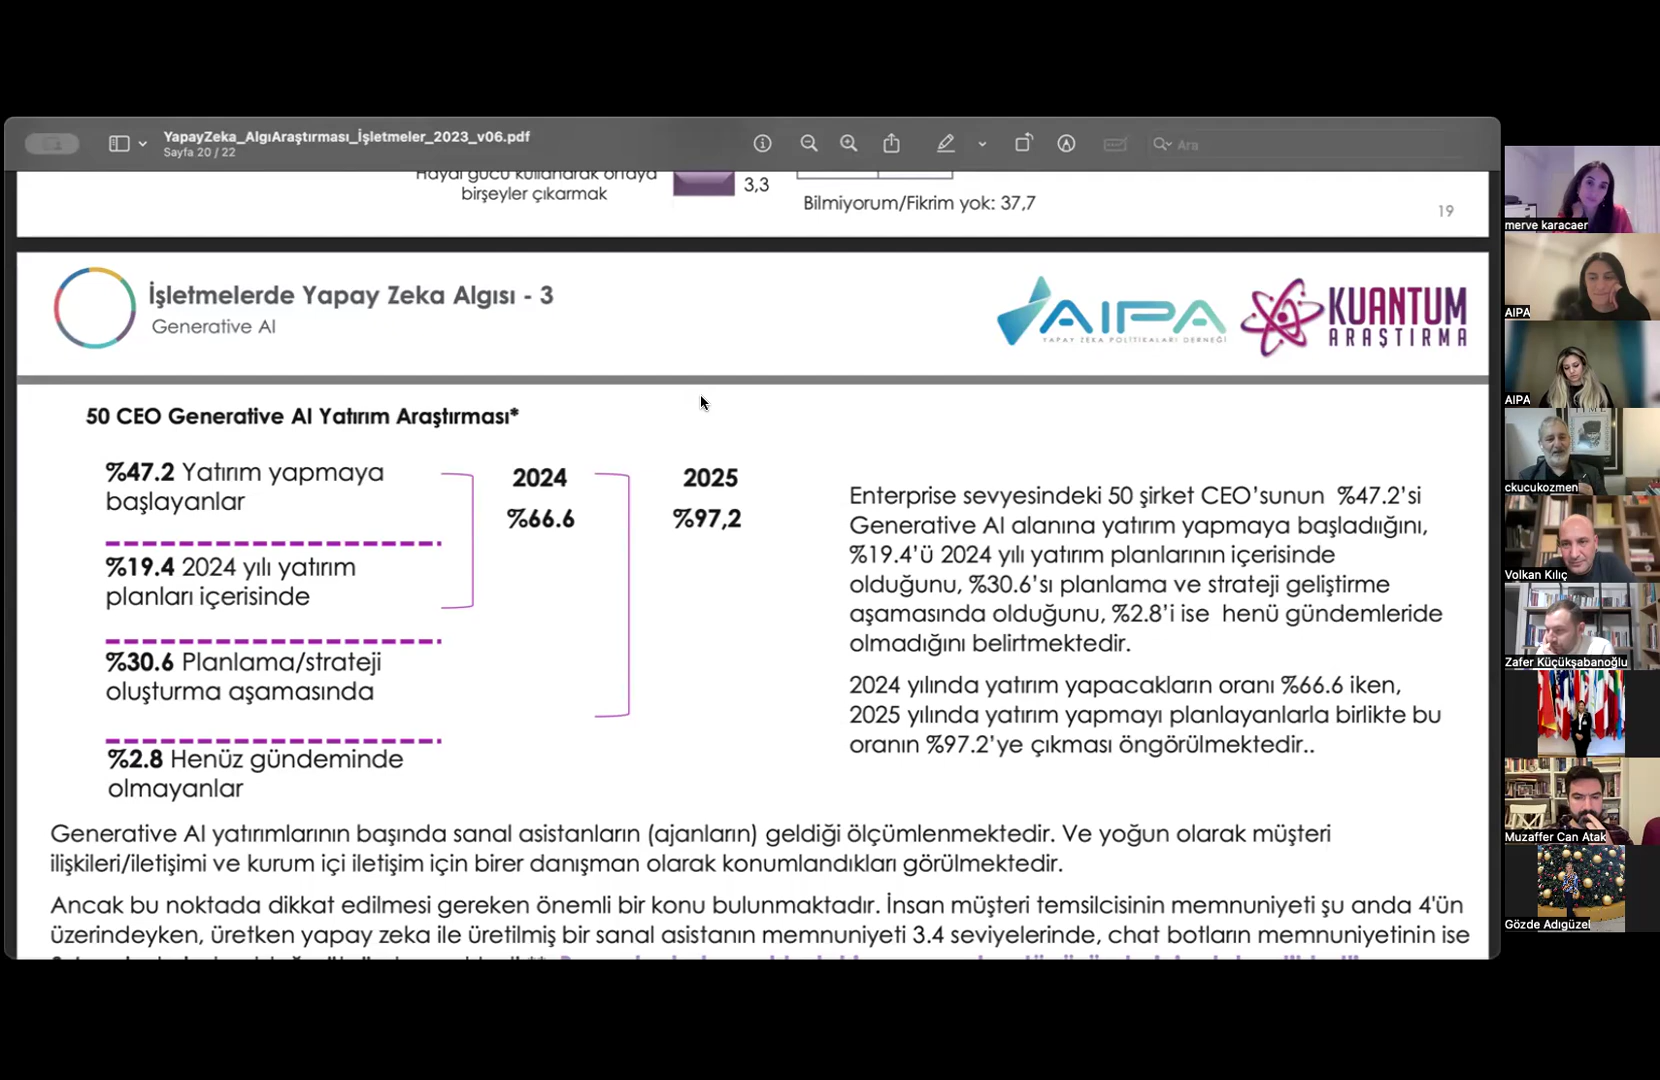 YapayZeka_AlgıAraştırması_İşletmeler_2023_v06.pdf
Sayfa 20 / 22
Ara
Hayal gücü kullanarak ortaya
birşeyler çıkarmak
3,3
Bilmiyorum/Fikrim yok: 37,7
19
İşletmelerde Yapay Zeka Algısı - 3
Generative AI
AIPA
YAPAY ZEKA POLİTİKALARI DERNEĞİ
KUANTUM
ARAŞTIRMA
50 CEO Generative AI Yatırım Araştırması*
%47.2 Yatırım yapmaya
başlayanlar
%19.4 2024 yılı yatırım
planları içerisinde
%30.6 Planlama/strateji
oluşturma aşamasında
%2.8 Henüz gündeminde
olmayanlar
2024
%66.6
2025
%97,2
Enterprise sevyesindeki 50 şirket CEO’sunun %47.2’si
Generative AI alanına yatırım yapmaya başladıığını,
%19.4’ü 2024 yılı yatırım planlarının içerisinde
olduğunu, %30.6’sı planlama ve strateji geliştirme
aşamasında olduğunu, %2.8’i ise henü gündemleride
olmadığını belirtmektedir.
2024 yılında yatırım yapacakların oranı %66.6 iken,
2025 yılında yatırım yapmayı planlayanlarla birlikte bu
oranın %97.2’ye çıkması öngörülmektedir..
Generative AI yatırımlarının başında sanal asistanların (ajanların) geldiği ölçümlenmektedir. Ve yoğun olarak müşteri
ilişkileri/iletişimi ve kurum içi iletişim için birer danışman olarak konumlandıkları görülmektedir.
Ancak bu noktada dikkat edilmesi gereken önemli bir konu bulunmaktadır. İnsan müşteri temsilcisinin memnuniyeti şu anda 4'ün
üzerindeyken, üretken yapay zeka ile üretilmiş bir sanal asistanın memnuniyeti 3.4 seviyelerinde, chat botların memnuniyetinin ise
merve karacaer
AIPA
AIPA
ckucukozmen
Volkan Kılıç
Zafer Küçükşabanoğlu
Muzaffer Can Atak
Gözde Adıgüzel